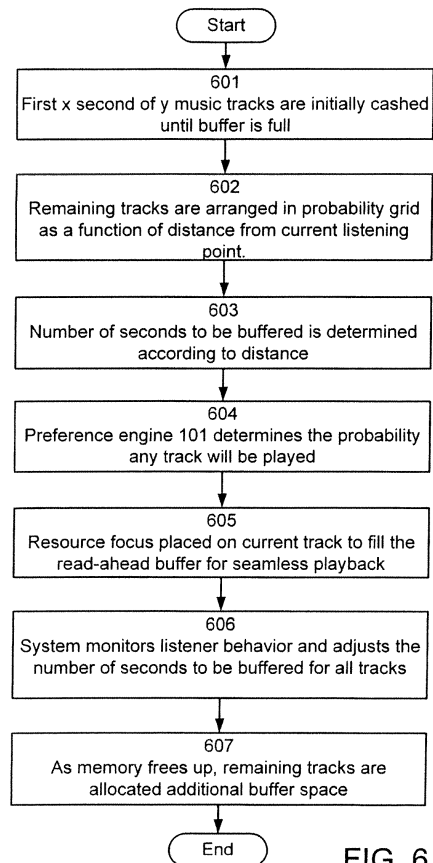 Start
601
First x second of y music tracks are initially cashed
until buffer is full
602
Remaining tracks are arranged in probability grid
as a function of distance from current listening
point.
603
Number of seconds to be buffered is determined
according to distance
604
Preference engine 101 determines the probability
any track will be played
605
Resource focus placed on current track to fill the
read-ahead buffer for seamless playback
606
System monitors listener behavior and adjusts the
number of seconds to be buffered for all tracks
607
As memory frees up, remaining tracks are
allocated additional buffer space
End
FIG. 6